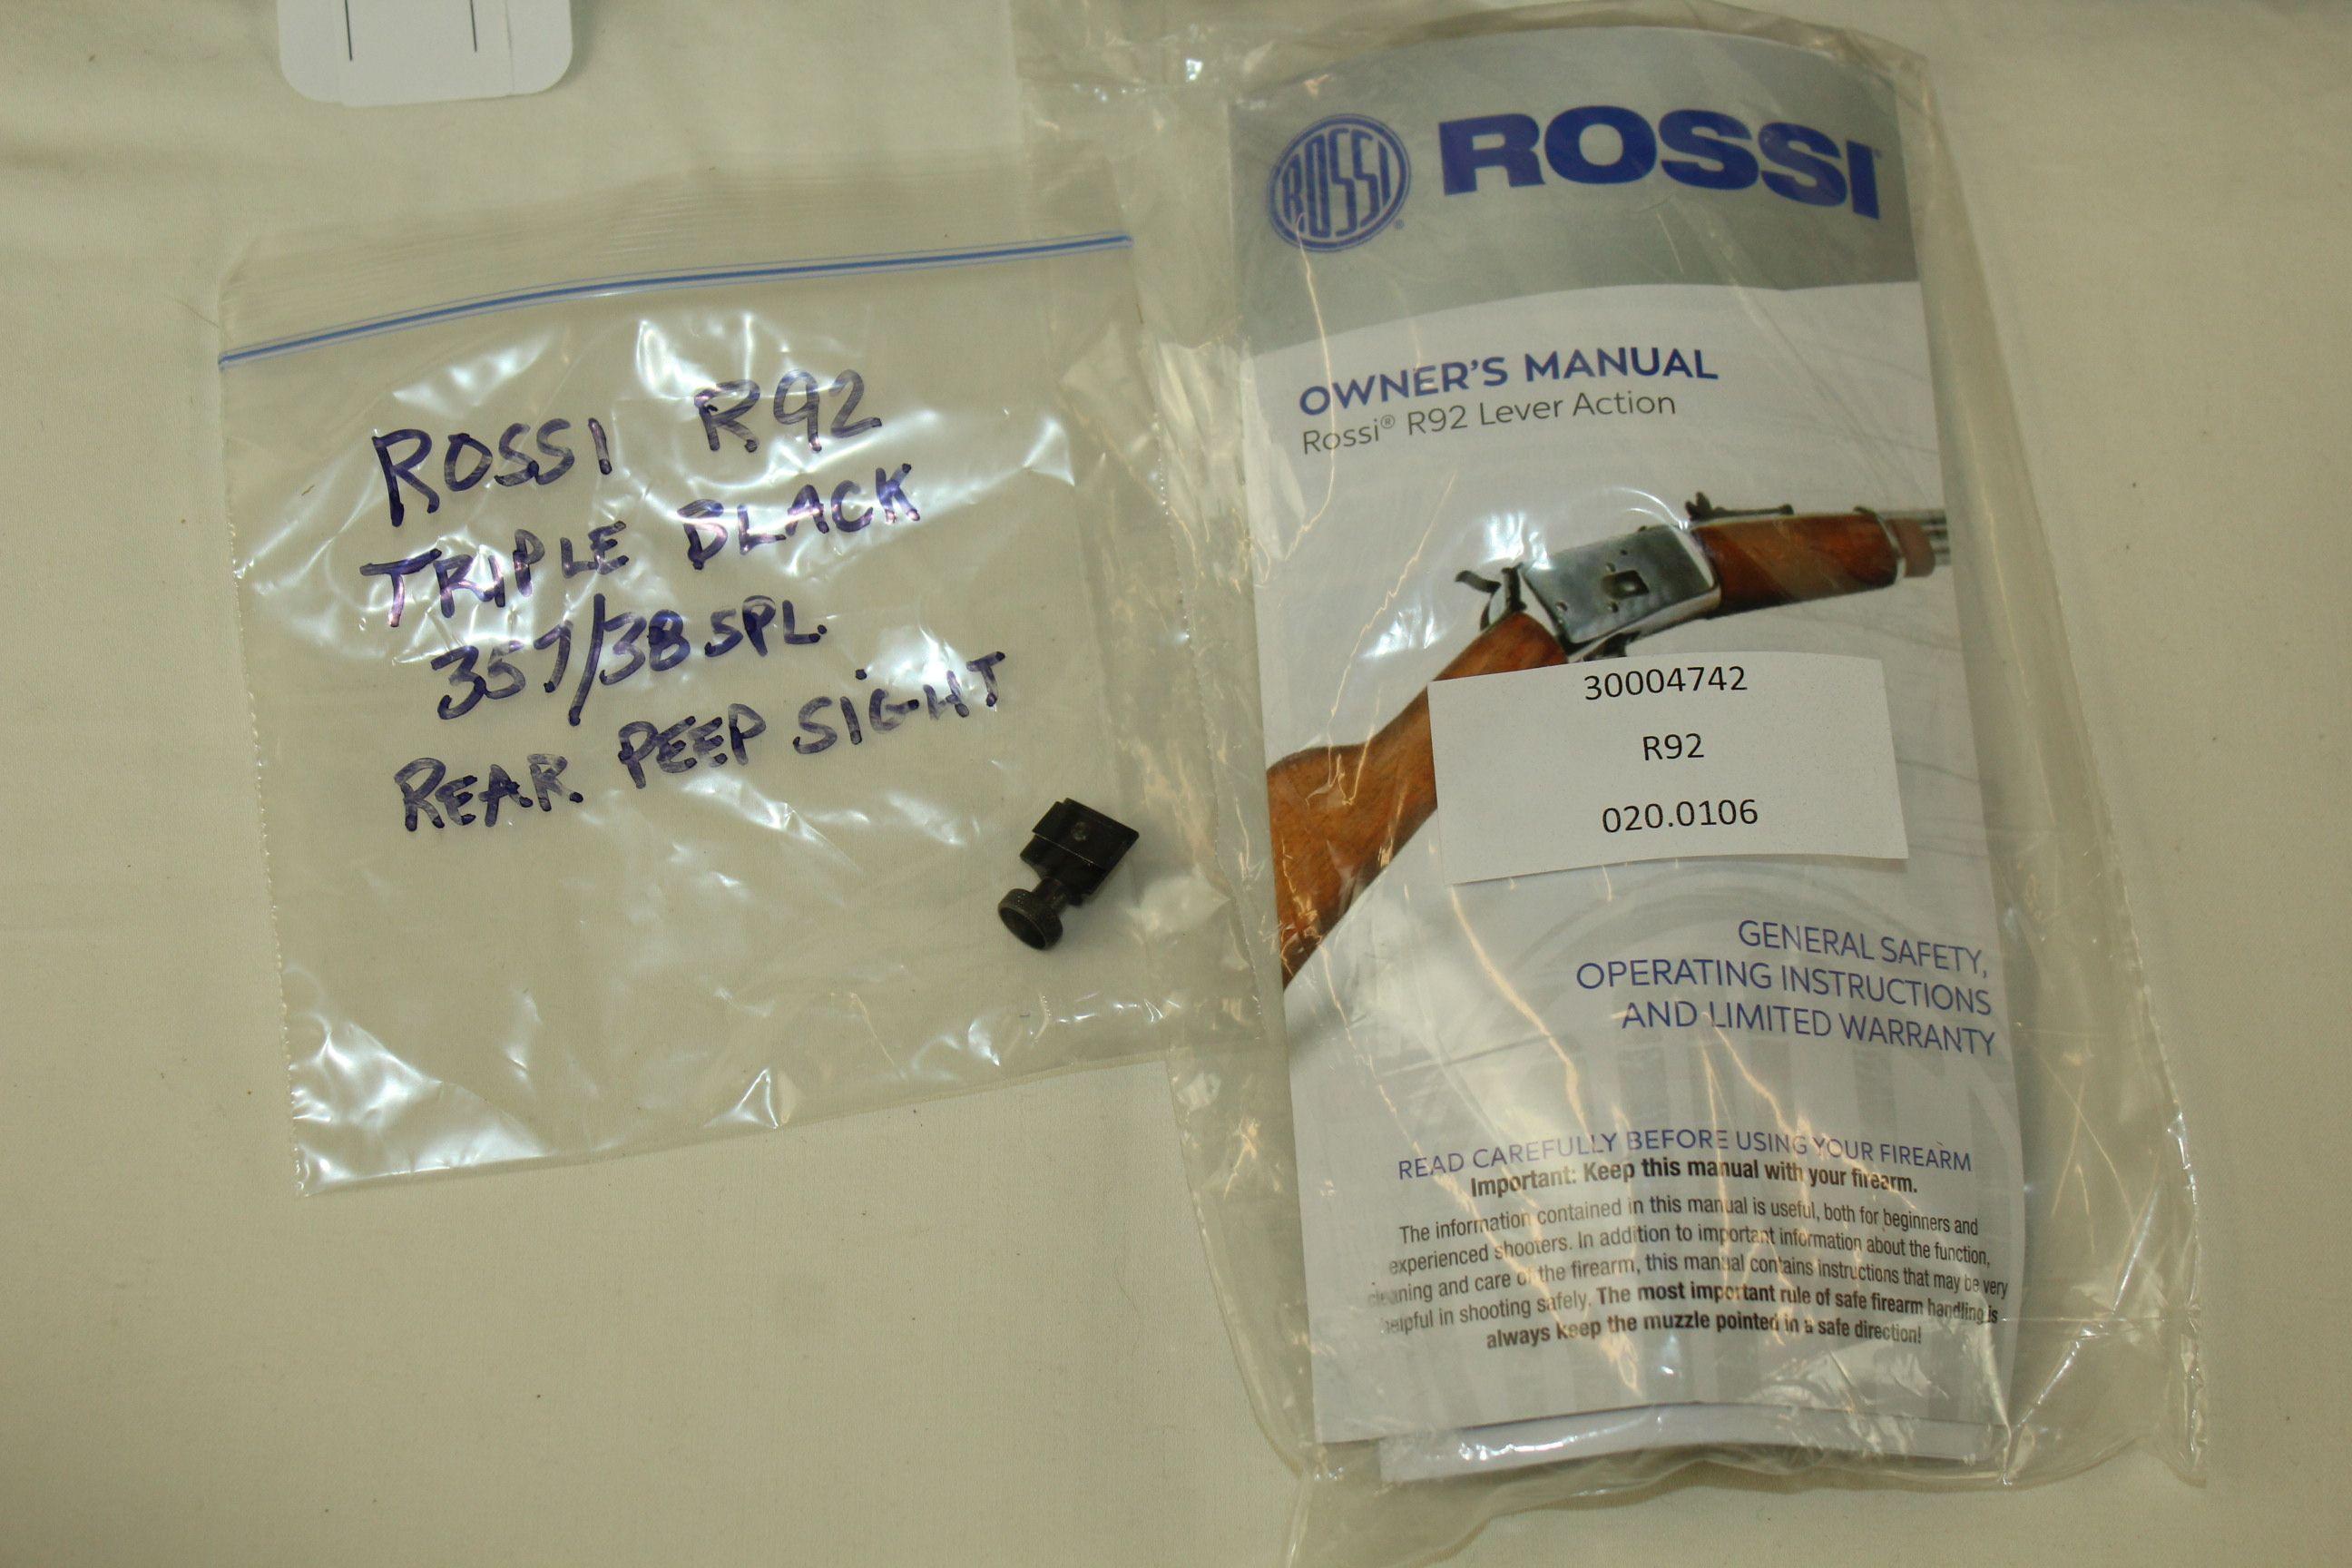 ROSSI R92
TRIPLE BLACK
357/38 SPL.
REAR PEEP SIGHT
ROSSI
ROSSI
OWNER'S MANUAL
Rossi® R92 Lever Action
30004742
R92
020.0106
GENERAL SAFETY,
OPERATING INSTRUCTIONS
AND LIMITED WARRANTY
READ CAREFULLY BEFORE USING YOUR FIREARM
Important: Keep this manual with your firearm.
The information contained in this manual is useful, both for beginners and
experienced shooters. In addition to important information about the function,
cleaning and care of the firearm, this manual contains instructions that may be very
helpful in shooting safely. The most important rule of safe firearm handling is
always keep the muzzle pointed in a safe direction!